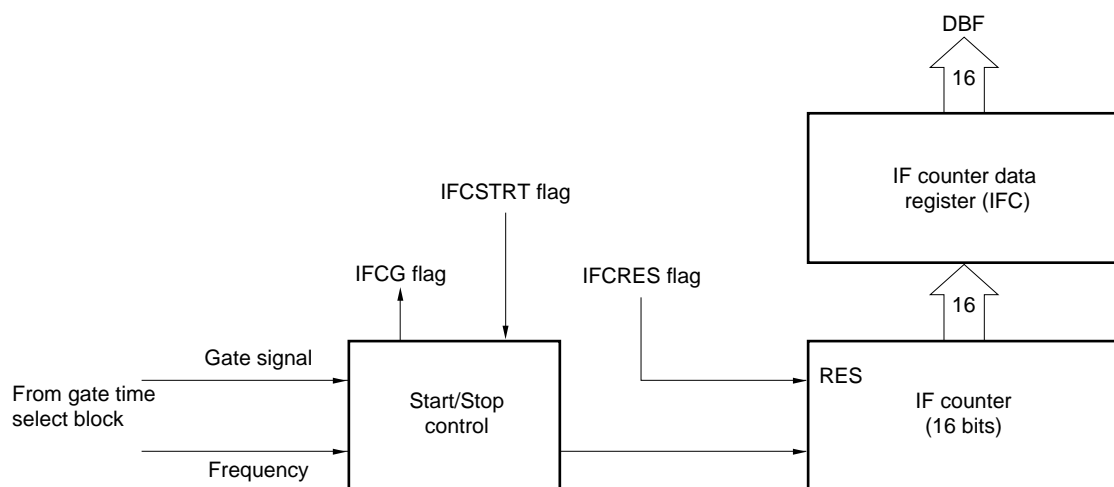 DBF
16
IF counter data
register (IFC)
IFCSTRT flag
IFCG flag
IFCRES flag
16
Gate signal
RES
From gate time
select block
Start/Stop
control
IF counter
(16 bits)
Frequency